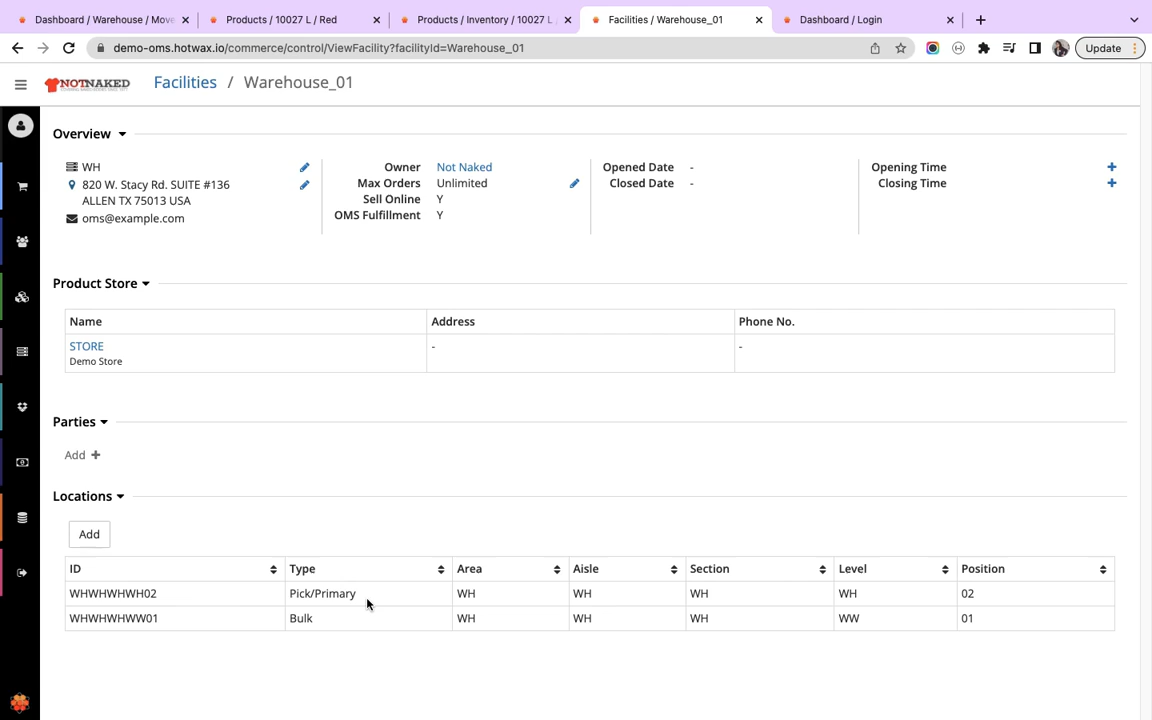 Dashboard / Warehouse / Move
Products / 10027 L / Red
Products / Inventory / 10027 L
Facilities / Warehouse_01
Dashboard / Login
demo-oms.hotwax.io/commerce/control/ViewFacility?facilityId=Warehouse_01
Update
NOTNAKED
Facilities / Warehouse_01
Overview
WH
820 W. Stacy Rd. SUITE #136
ALLEN TX 75013 USA
oms@example.com
Owner Not Naked
Max Orders Unlimited
Sell Online Y
OMS Fulfillment Y
Opened Date -
Closed Date -
Opening Time
Closing Time
Product Store
Name Address Phone No.
STORE - -
Demo Store
Parties
Add
Locations
Add
ID Type Area Aisle Section Level Position
WHWHWHWH02 Pick/Primary WH WH WH WH 02
WHWHWHWW01 Bulk WH WH WH WW 01